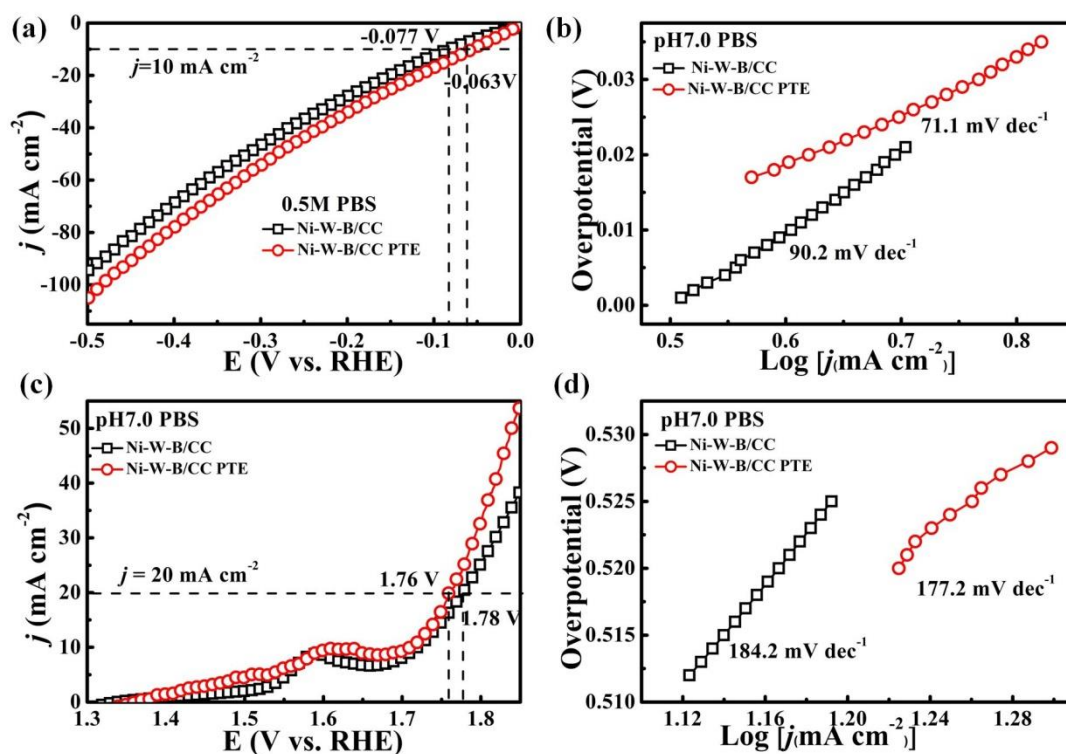 (a)
0
-20
-40
-60
-80
-100
j (mA cm-2)
-0.077 V
j=10 mA cm-2
-0.063V
0.5M PBS
Ni-W-B/CC
Ni-W-B/CC PTE
-0.5 -0.4 -0.3 -0.2 -0.1 0.0
E (V vs. RHE)
(b)
0.03
0.02
0.01
0.00
Overpotential (V)
pH7.0 PBS
Ni-W-B/CC
Ni-W-B/CC PTE
71.1 mV dec-1
90.2 mV dec-1
0.5 0.6 0.7 0.8
Log [j(mA cm-2)]
(c)
50
40
30
20
10
0
j (mA cm-2)
pH7.0 PBS
Ni-W-B/CC
Ni-W-B/CC PTE
j = 20 mA cm-2
1.76 V
1.78 V
1.3 1.4 1.5 1.6 1.7 1.8
E (V vs. RHE)
(d)
0.530
0.525
0.520
0.515
0.510
Overpotential (V)
pH7.0 PBS
Ni-W-B/CC
Ni-W-B/CC PTE
177.2 mV dec-1
184.2 mV dec-1
1.12 1.16 1.20 1.24 1.28
Log [j(mA cm-2)]